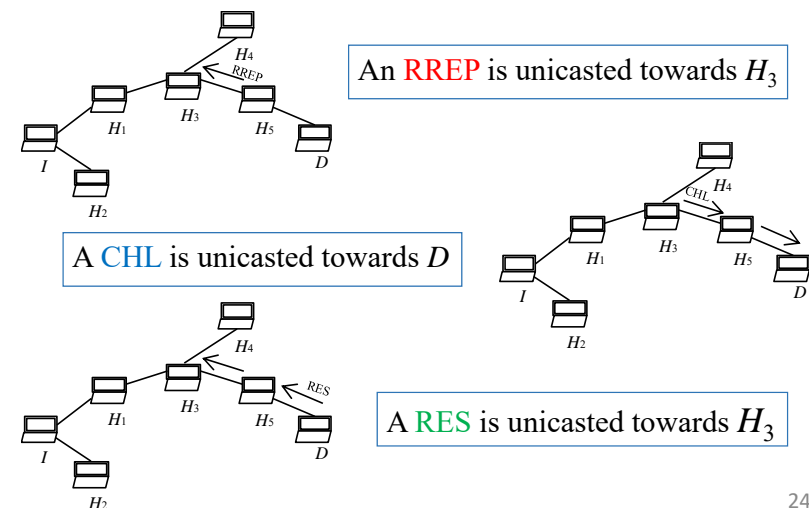 H4
RREP
An RREP is unicasted towards H3
H1
H3
H5
I
D
H2
H4
CHL
A CHL is unicasted towards D
H1
H3
H5
I
D
H2
H4
RES
H1
H3
H5
A RES is unicasted towards H3
I
D
H2
24